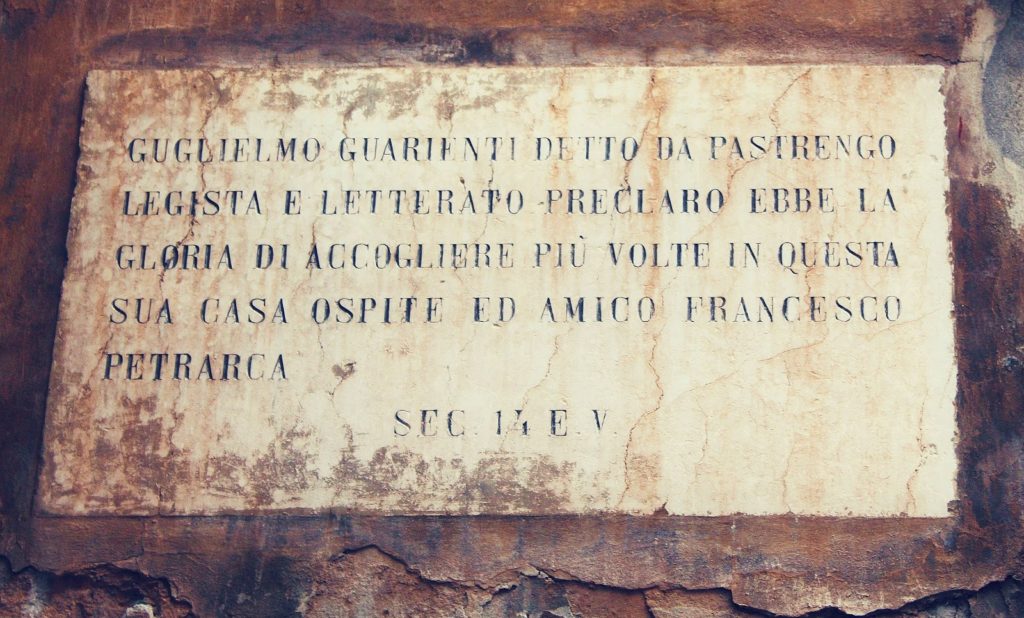 GUGLIELMO GUARIENTI DETTO DA PASTRENGO
LEGISTA E LETTERATO PRECLARO EBBE LA
GLORIA DI ACCOGLIERE PIÙ VOLTE IN QUESTA
SUA CASA OSPITE ED AMICO FRANCESCO
PETRARCA
SEC. 14 E.V.